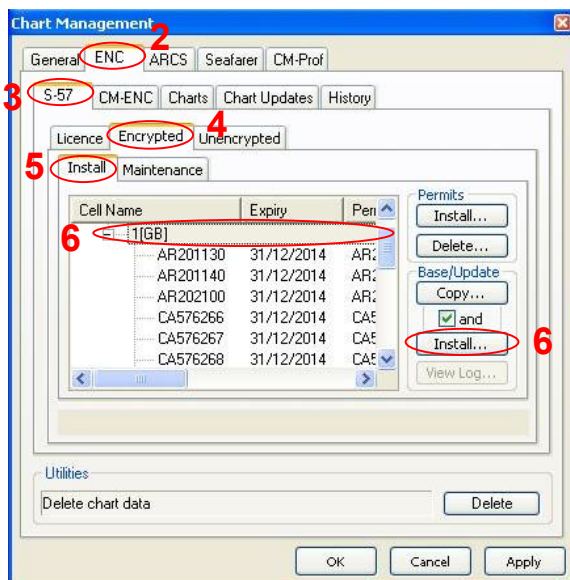 Chart Management
2
General ENC ARCS Seafarer CM-Prof
3 S-57 CM-ENC Charts Chart Updates History
Licence Encrypted 4 Unencrypted
5 Install Maintenance
Cell Name Expiry
6 1[GB]
AR201130 31/12/2014
AR201140 31/12/2014
AR202100 31/12/2014
CA576266 31/12/2014
CA576267 31/12/2014
CA576268 31/12/2014
Permits
Install...
Delete...
Base/Update
Copy...
and
Install... 6
View Log...
Utilities
Delete chart data Delete
OK Cancel Apply